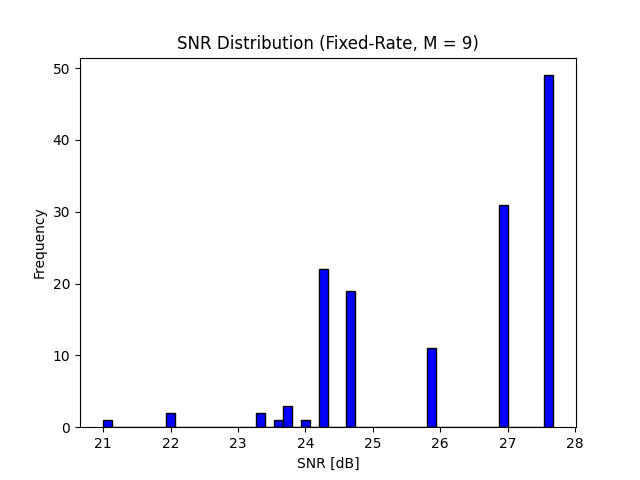 SNR Distribution (Fixed-Rate, M = 9)
50
40
30
20
10
0
Frequency
21 22 23 24 25 26 27 28
SNR [dB]